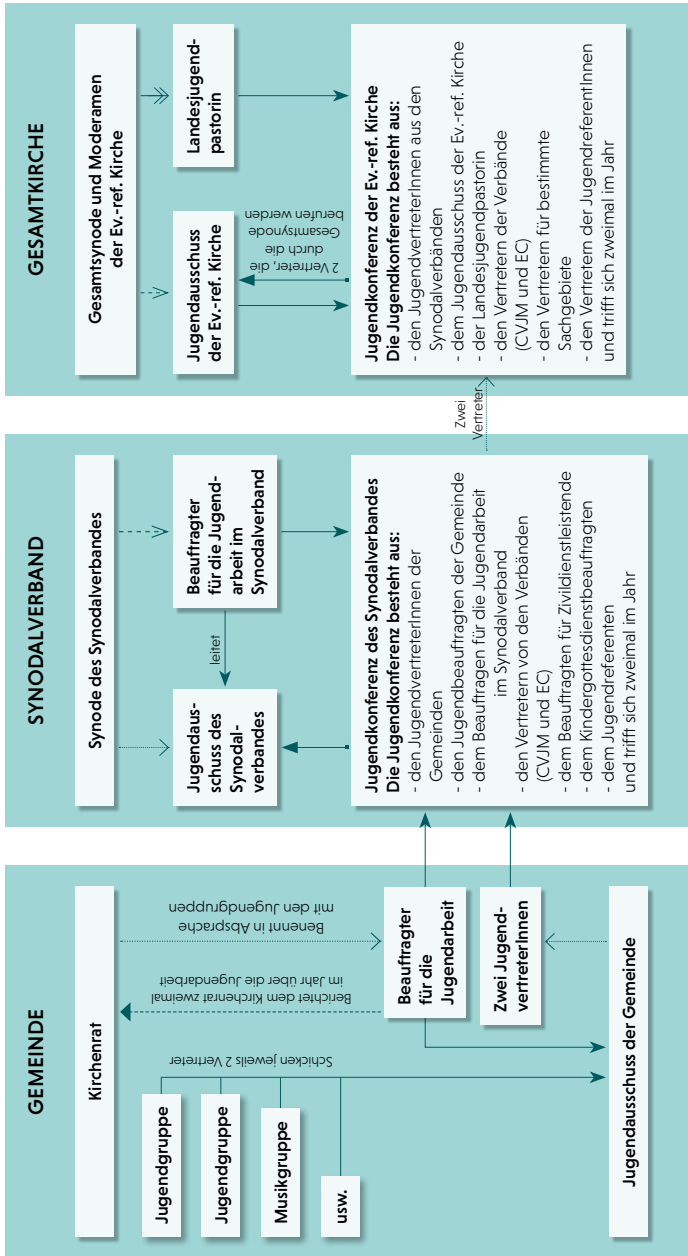 GEMEINDE
Kirchenrat
Jugendgruppe
Jugendgruppe
Musikgruppe
usw.
Schicken jeweils 2 Vertreter
Berichtet dem Kirchenrat zweimal
im Jahr über die Jugendarbeit
Benennt in Absprache
mit den Jugendgruppen
Beauftragter
für die
Jugendarbeit
Zwei Jugend-
vertreterInnen
Jugendausschuss der Gemeinde
SYNODALVERBAND
Synode des Synodalverbandes
Jugendaus-
schuss des
Synodal-
verbandes
leitet
Beauftragter
für die Jugend-
arbeit im
Synodalverband
Jugendkonferenz des Synodalverbandes
Die Jugendkonferenz besteht aus:
- den JugendvertreterInnen der
Gemeinden
- den Jugendbeauftragten der Gemeinde
- dem Beauftragen für die Jugendarbeit
im Synodalverband
- den Vertretern von den Verbänden
(CVJM und EC)
- dem Beauftragten für Zivildienstleistende
- dem Kindergottesdienstbeauftragten
- dem Jugendreferenten
und trifft sich zweimal im Jahr
Zwei
Vertreter
GESAMTKIRCHE
Gesamtsynode und Moderamen
der Ev.-ref. Kirche
Jugendausschuss
der Ev.-ref. Kirche
Landesjugend-
pastorin
2 Vertreter, die
durch die
Gesamtsynode
berufen werden
Jugendkonferenz der Ev.-ref. Kirche
Die Jugendkonferenz besteht aus:
- den JugendvertreterInnen aus den
Synodalverbänden
- dem Jugendausschuss der Ev.-ref. Kirche
- der Landesjugendpastorin
- den Vertretern der Verbände
(CVJM und EC)
- den Vertretern für bestimmte
Sachgebiete
- den Vertretern der JugendreferentInnen
und trifft sich zweimal im Jahr